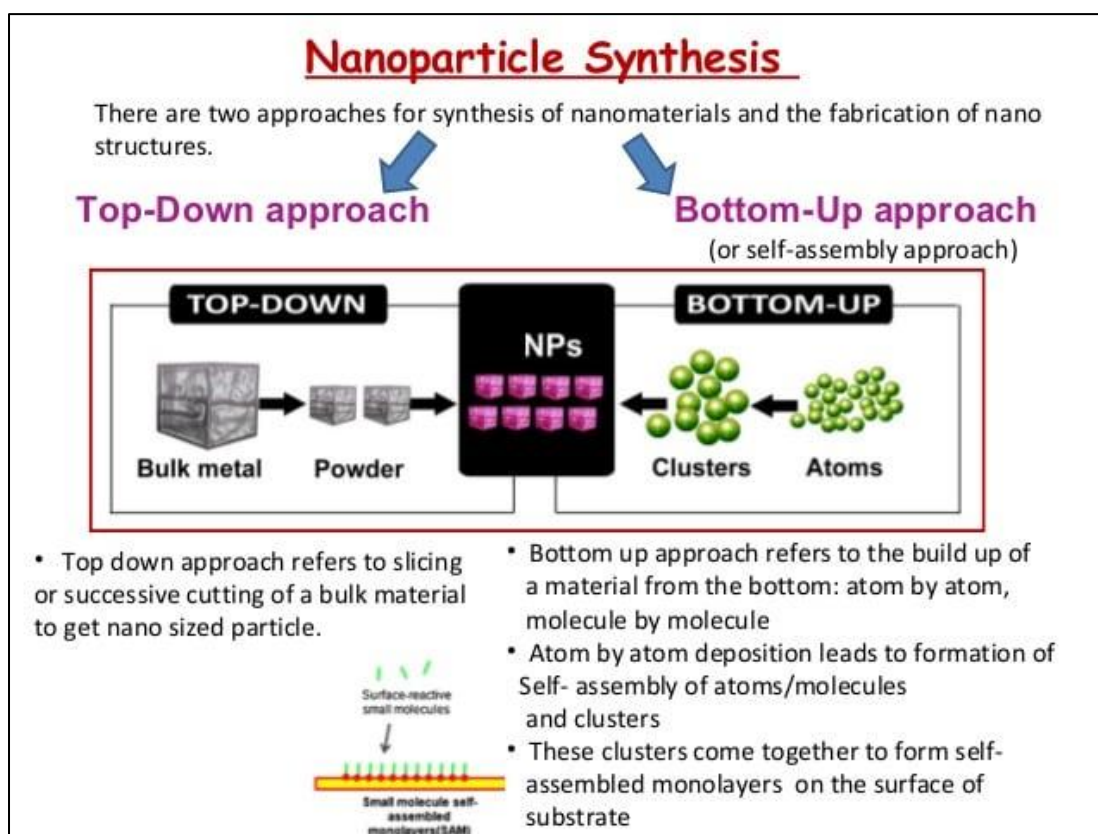 Nanoparticle Synthesis
There are two approaches for synthesis of nanomaterials and the fabrication of nano
structures.
Top-Down approach
Bottom-Up approach
(or self-assembly approach)
TOP-DOWN
BOTTOM-UP
NPs
Bulk metal
Powder
Clusters
Atoms
• Top down approach refers to slicing
or successive cutting of a bulk material
to get nano sized particle.
Surface-reactive
small molecules
Small molecule self-
assembled
monolayers(SAM)
• Bottom up approach refers to the build up of
a material from the bottom: atom by atom,
molecule by molecule
• Atom by atom deposition leads to formation of
Self- assembly of atoms/molecules
and clusters
• These clusters come together to form self-
assembled monolayers on the surface of
substrate